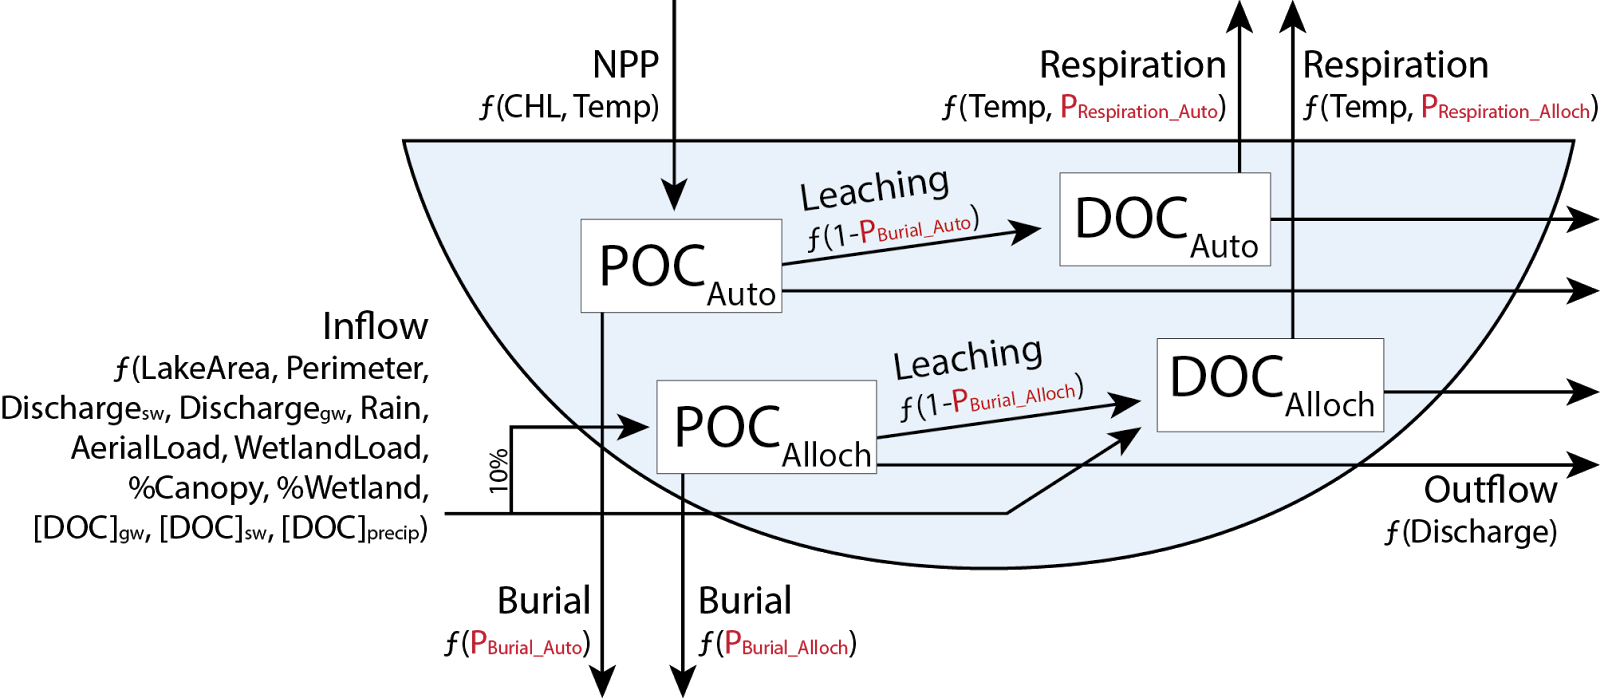 NPP
ƒ(CHL, Temp)
Respiration
ƒ(Temp, PRespiration_Auto)
Respiration
ƒ(Temp, PRespiration_Alloch)
Leaching
ƒ(1-PBurial_Auto)
DOCAuto
POCAuto
Inflow
ƒ(LakeArea, Perimeter,
Dischargesw, Dischargegw, Rain,
AerialLoad, WetlandLoad,
%Canopy, %Wetland,
[DOC]gw, [DOC]sw, [DOC]precip)
10%
Leaching
ƒ(1-PBurial_Alloch)
DOCAlloch
POCAlloch
Outflow
ƒ(Discharge)
Burial
ƒ(PBurial_Auto)
Burial
ƒ(PBurial_Alloch)